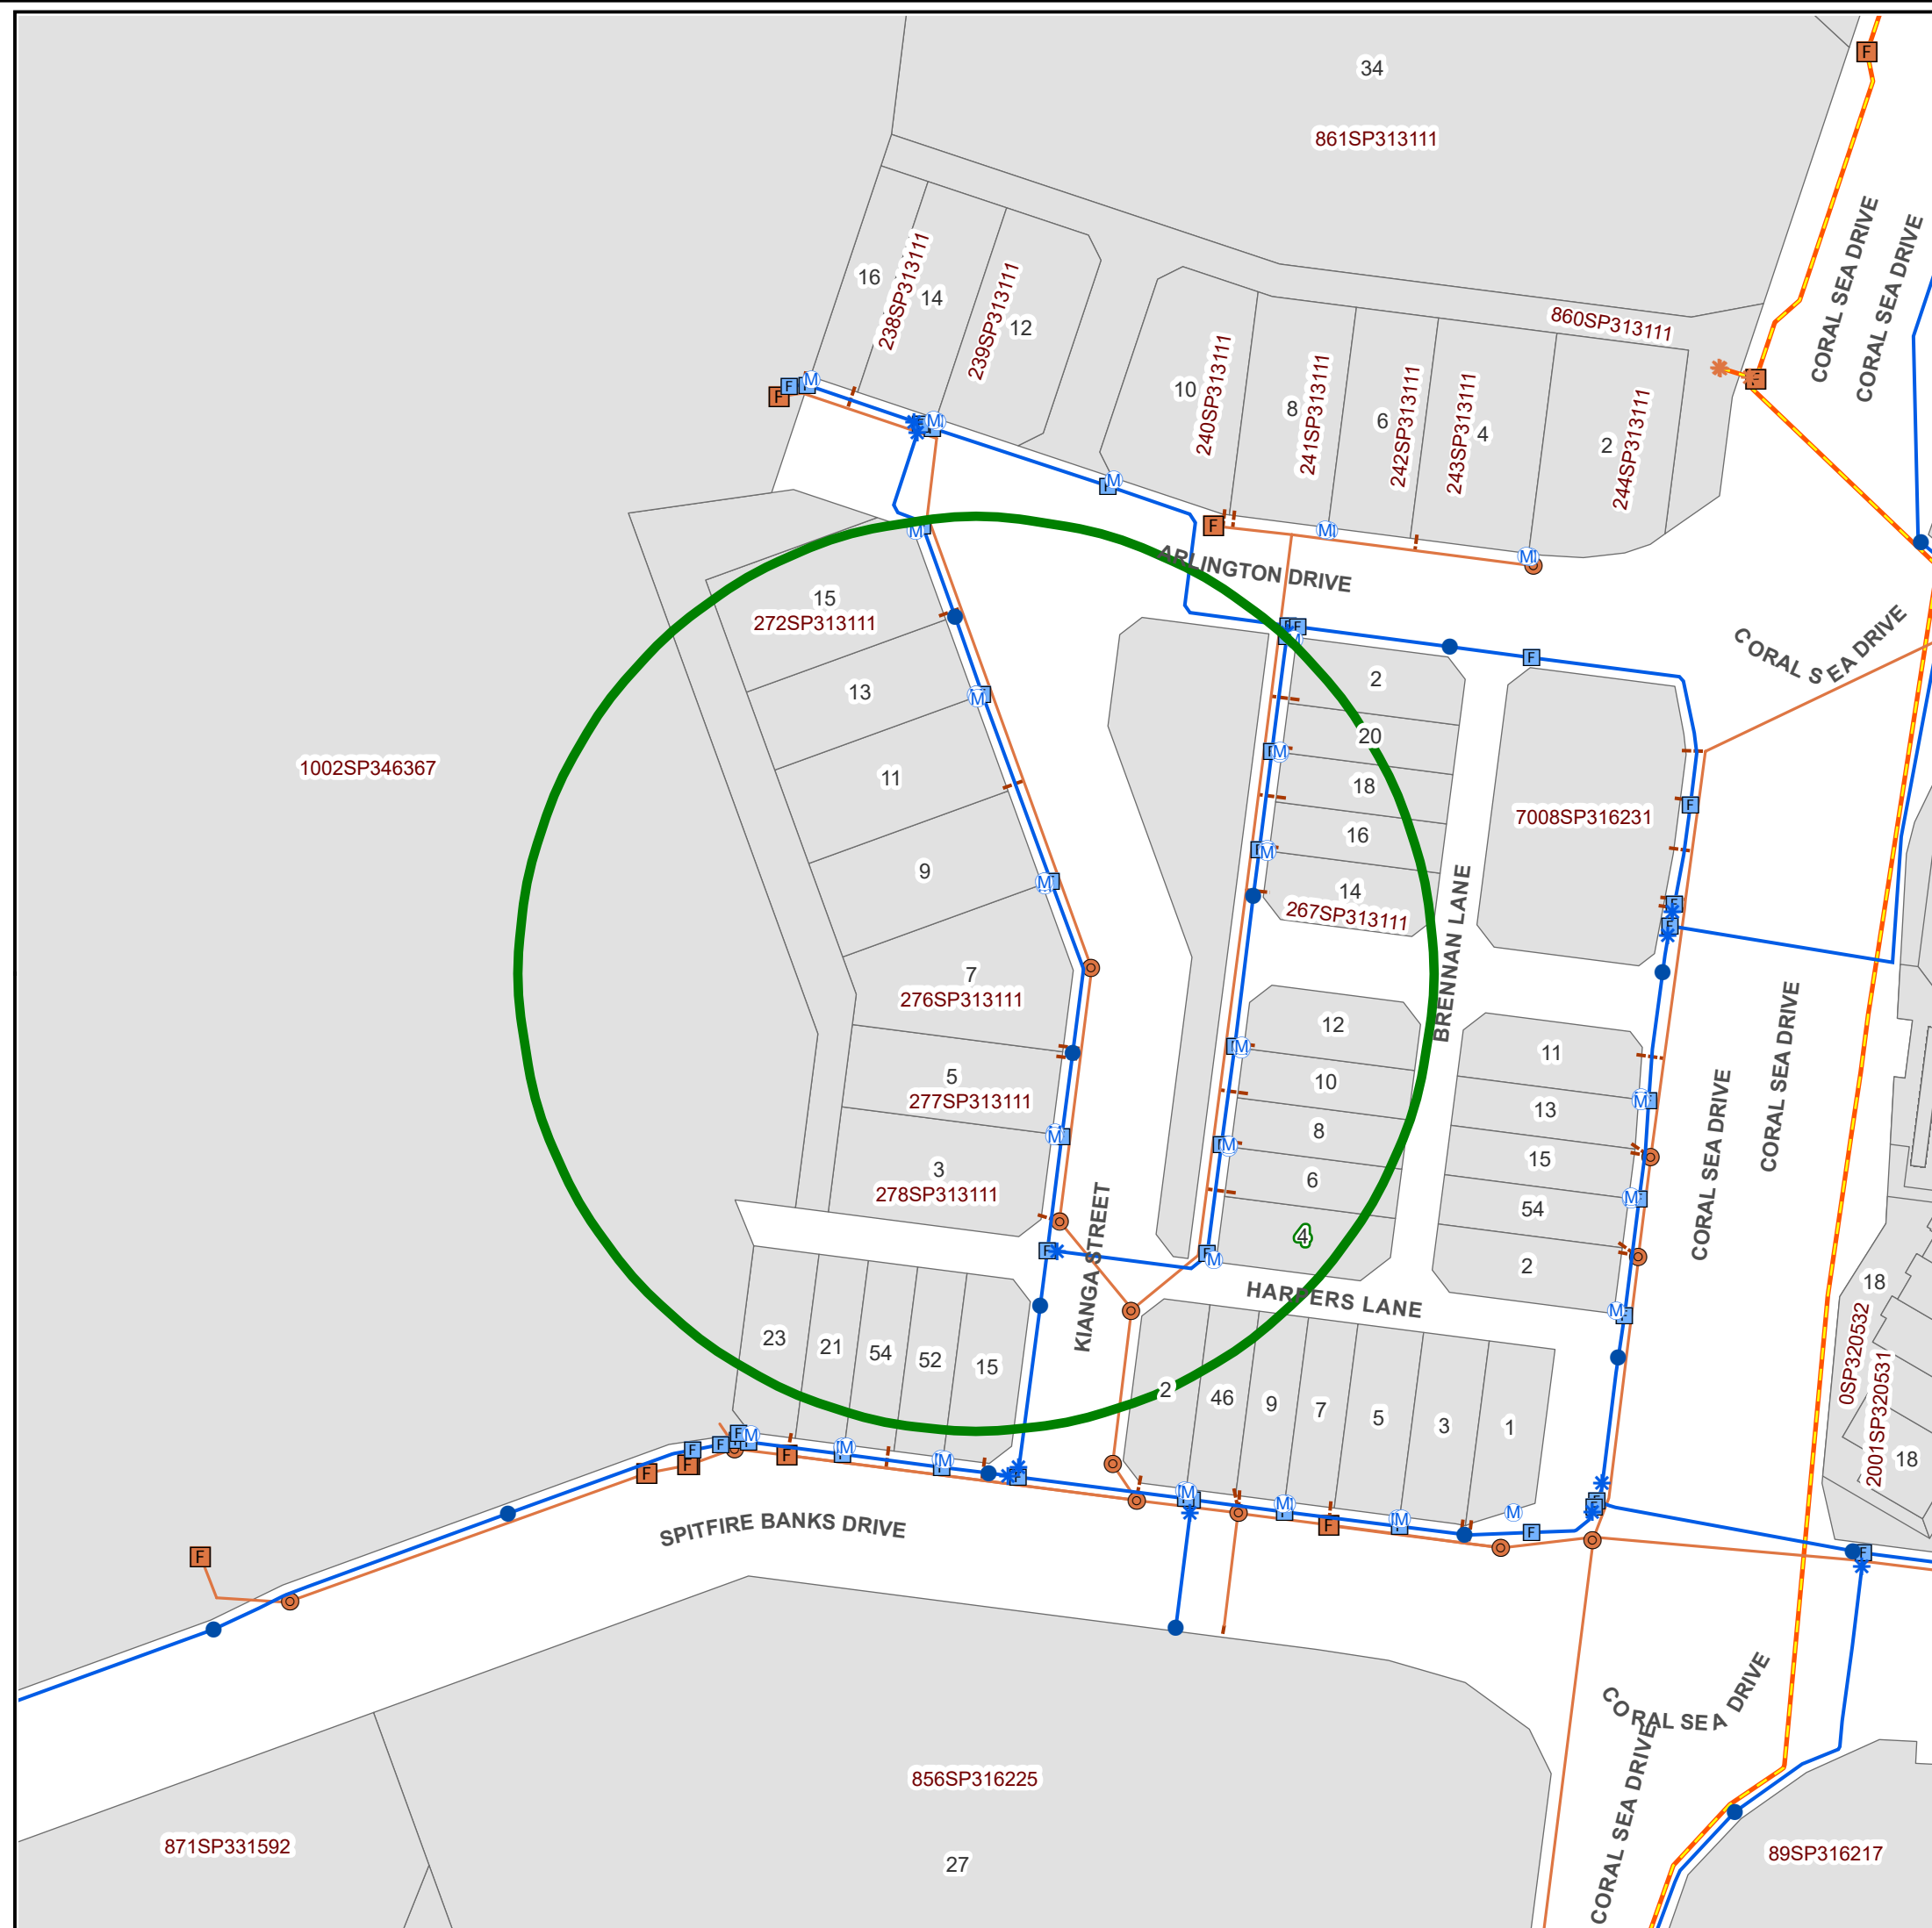 34
861SP313111
F
CORAL SEA DRIVE
CORAL SEA DRIVE
16
238SP313111
14
239SP313111
12
860SP313111
10
240SP313111
8
241SP313111
6
242SP313111
243SP313111
4
2
244SP313111
F
F
M
F
M
F
M
F
M
M
M
ARLINGTON DRIVE
CORAL SEA DRIVE
15
272SP313111
13
M
11
9
M
7
276SP313111
5
277SP313111
M
3
278SP313111
1002SP346367
F
2
F
20
M
18
16
M
14
267SP313111
BRENNAN LANE
7008SP316231
F
F
F
12
M
10
8
M
6
4
F
M
11
M
13
15
M
54
2
M
CORAL SEA DRIVE
CORAL SEA DRIVE
KIANGA STREET
F
HARPERS LANE
23
21
54
52
15
2
46
9
7
5
3
1
18
0SP320532
2001SP320531
18
F
F
F
M
F
F
F
M
M
F
M
M
F
M
M
F
F
F
SPITFIRE BANKS DRIVE
F
CORAL SEA DRIVE
CORAL SEA DRIVE
856SP316225
871SP331592
27
89SP316217